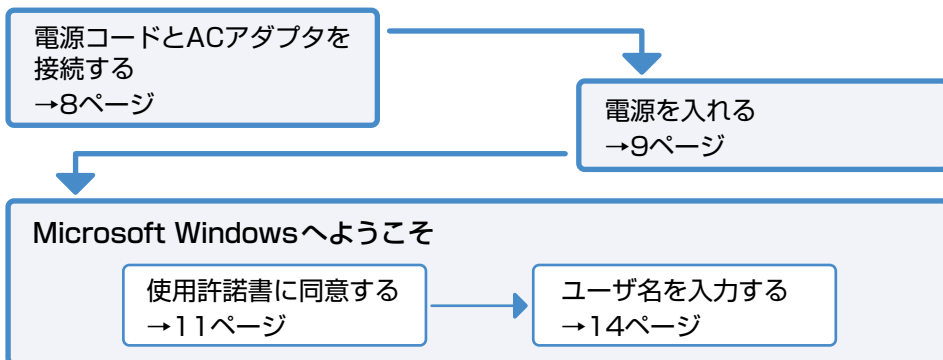 電源コードとACアダプタを
接続する
→8ページ
電源を入れる
→9ページ
Microsoft Windowsへようこそ
使用許諾書に同意する
→11ページ
ユーザ名を入力する
→14ページ